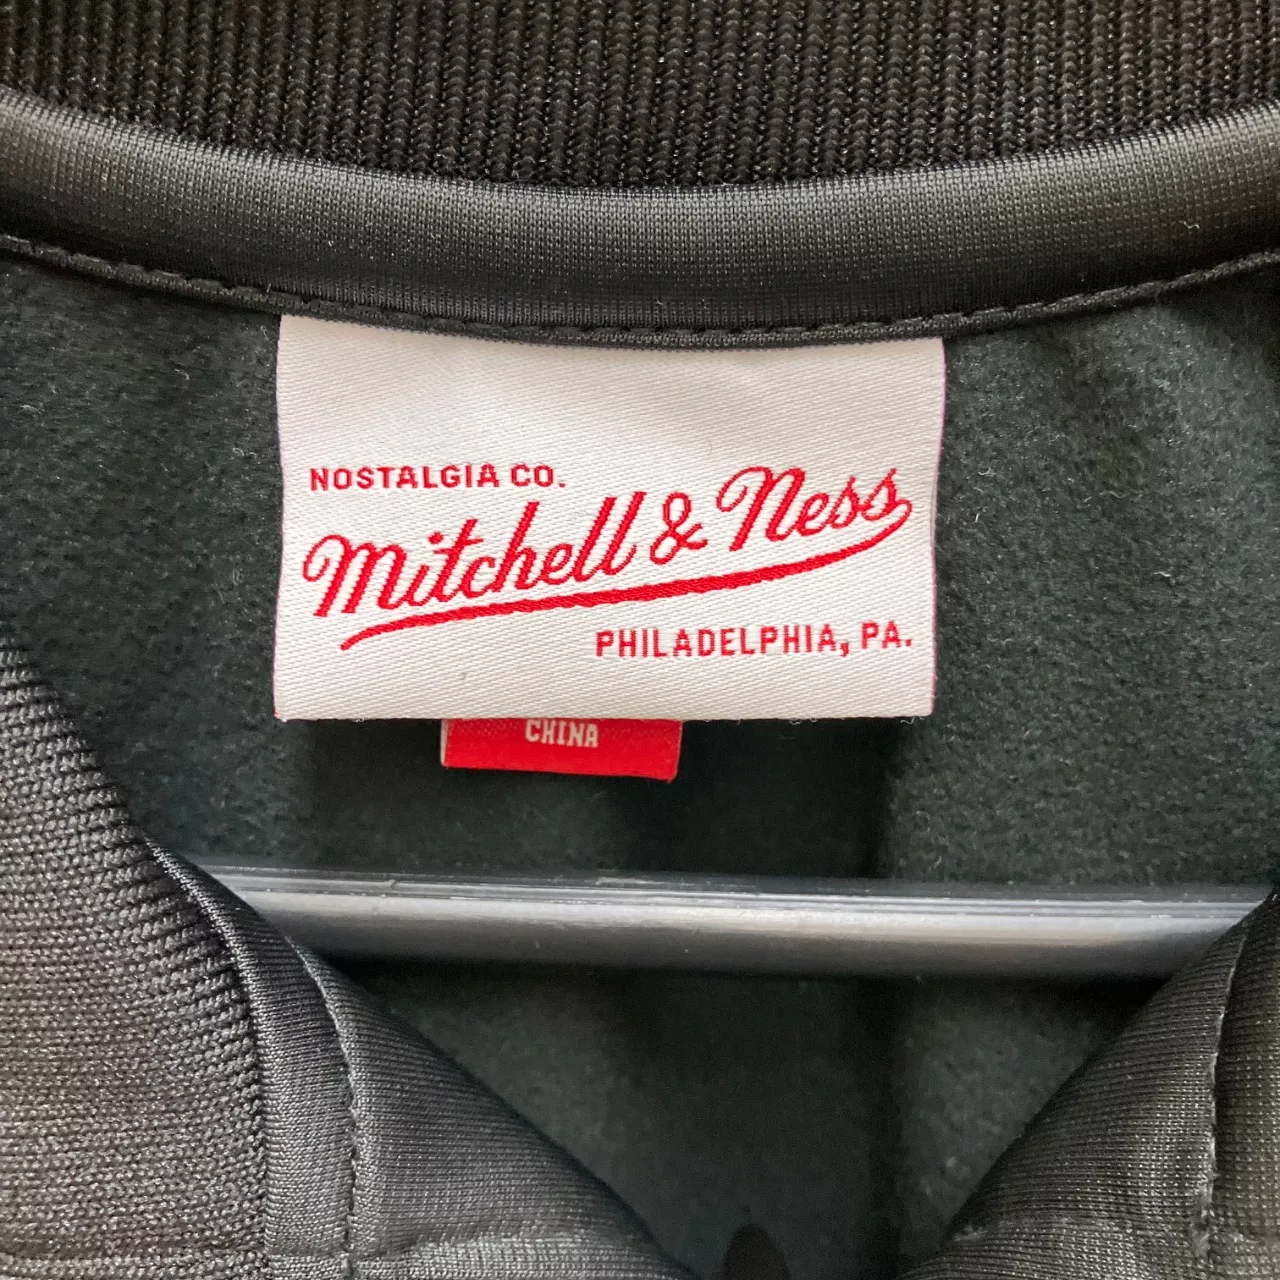 NOSTALGIA CO.
Mitchell & Ness
PHILADELPHIA, PA.
CHINA